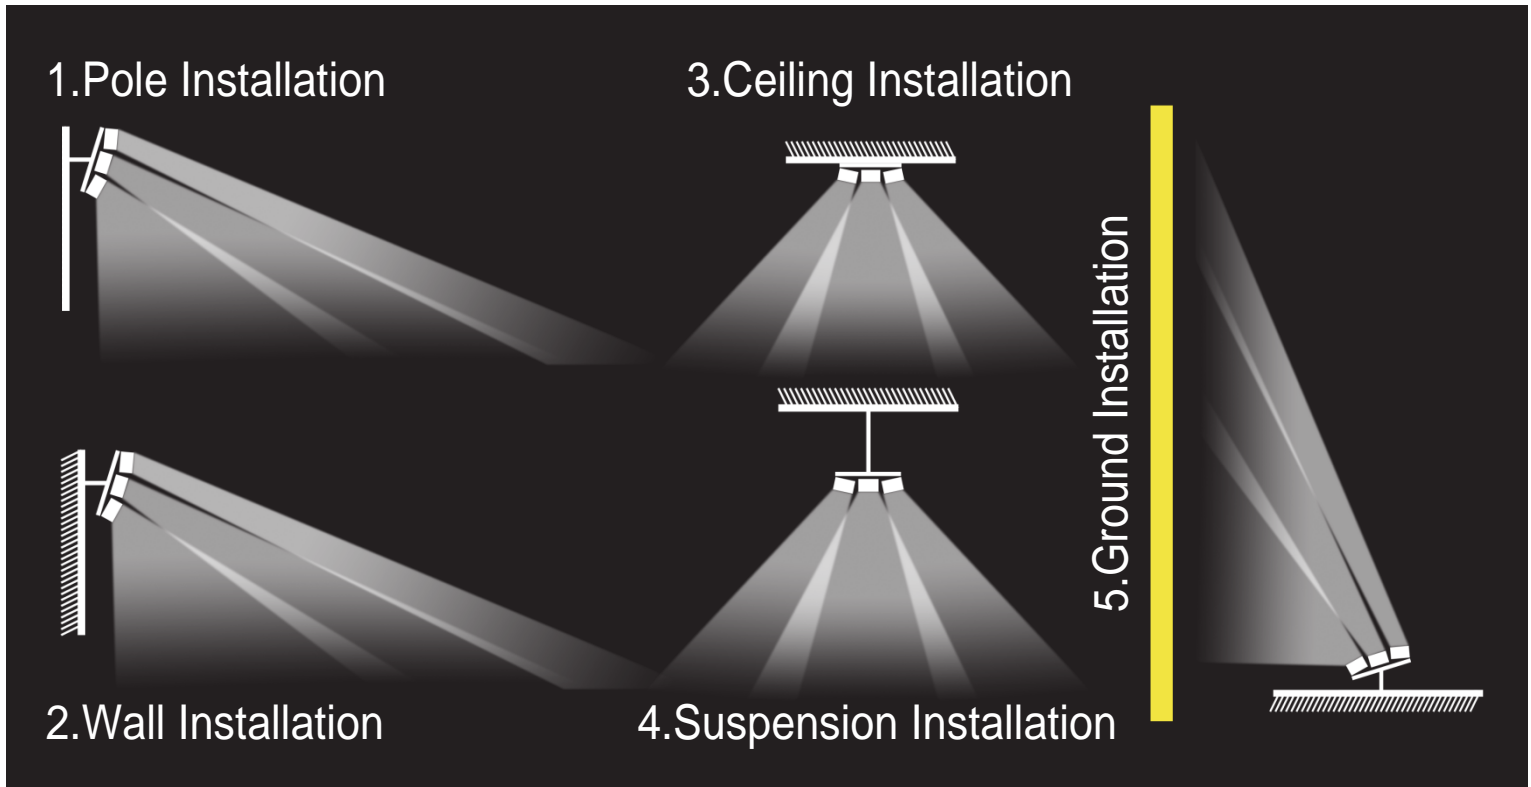 1.Pole Installation
2.Wall Installation
3.Ceiling Installation
4.Suspension Installation
5.Ground Installation